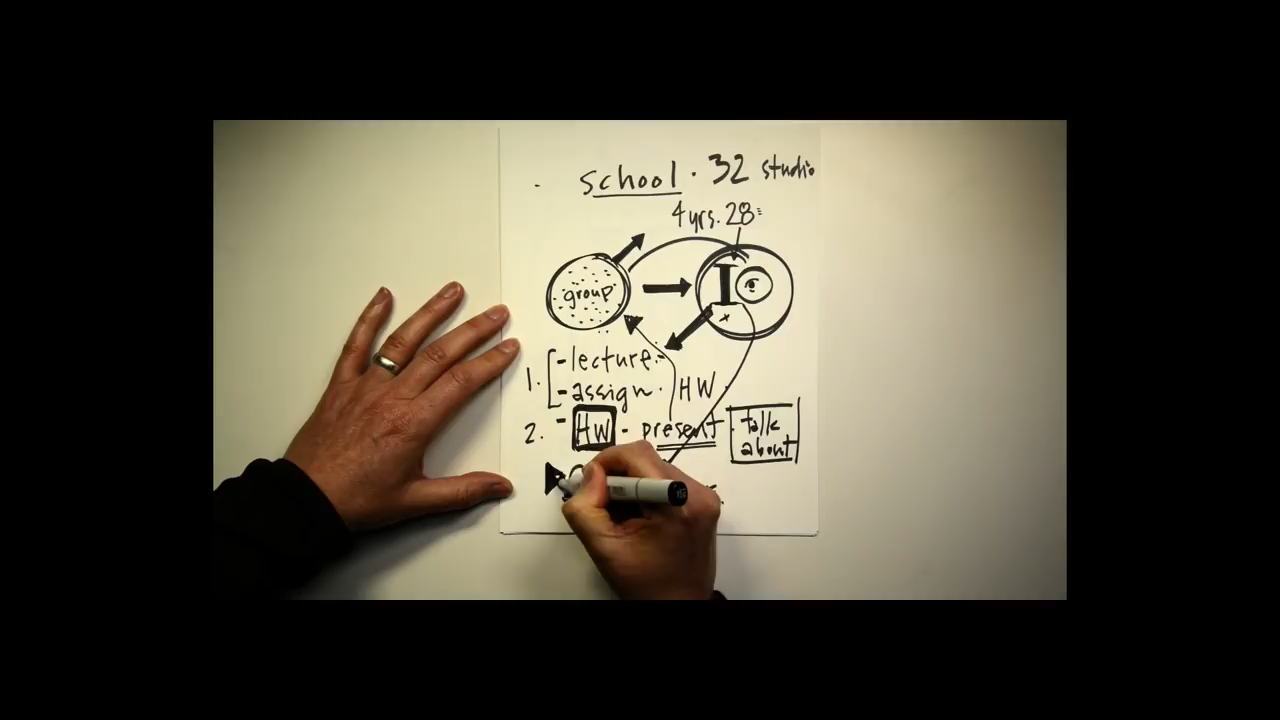 school · 32 studio
4 yrs. 28
group
I
1. - lecture -
- assign · HW
2. - HW - present
talk
about